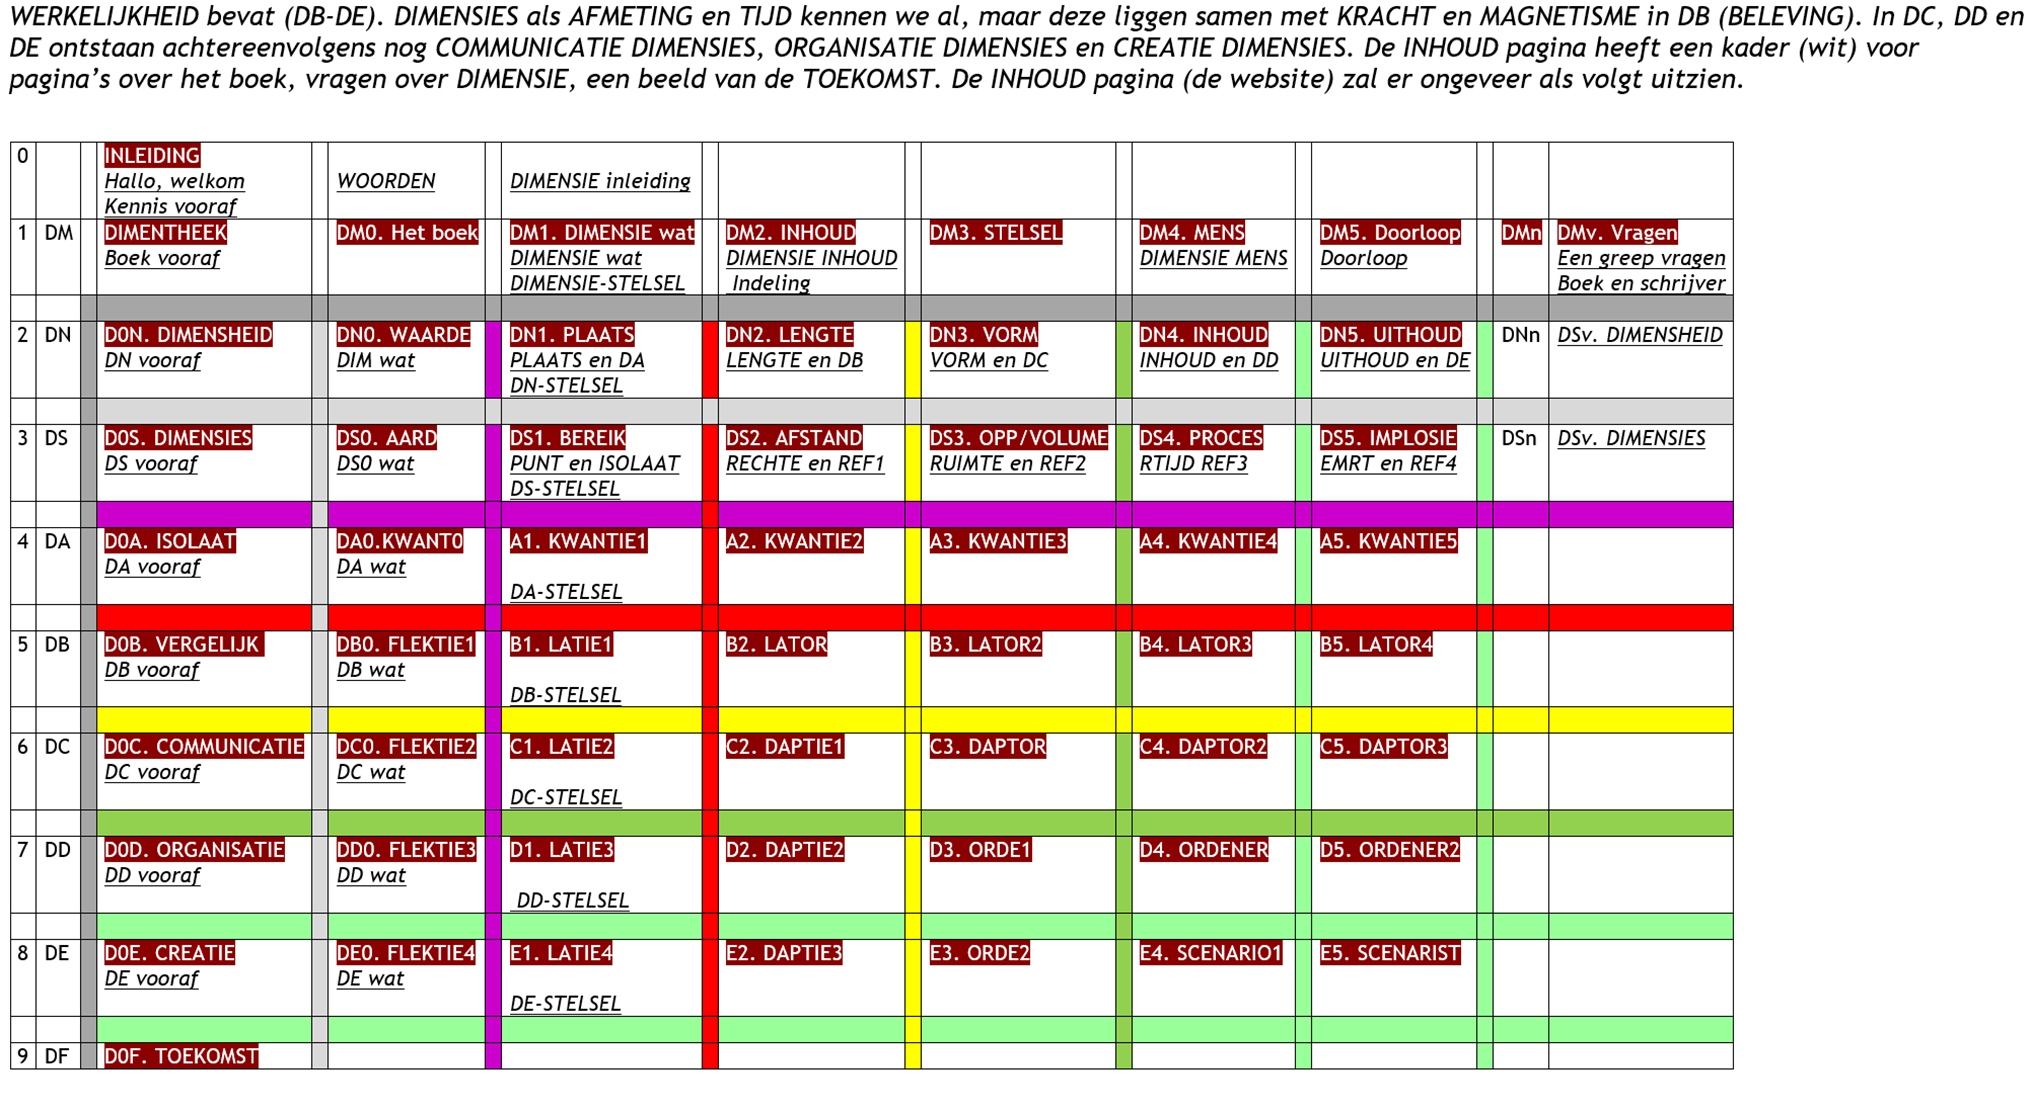 WERKELIJKHEID bevat (DB-DE). DIMENSIES als AFMETING en TIJD kennen we al, maar deze liggen samen met KRACHT en MAGNETISME in DB (BELEVING). In DC, DD en
DE ontstaan achtereenvolgens nog COMMUNICATIE DIMENSIES, ORGANISATIE DIMENSIES en CREATIE DIMENSIES. De INHOUD pagina heeft een kader (wit) voor
pagina’s over het boek, vragen over DIMENSIE, een beeld van de TOEKOMST. De INHOUD pagina (de website) zal er ongeveer als volgt uitzien.
0 INLEIDING
Hallo, welkom WOORDEN DIMENSIE inleiding
Kennis vooraf
1 DM DIMENTHEEK DM0. Het boek DM1. DIMENSIE wat DM2. INHOUD DM3. STELSEL DM4. MENS DM5. Doorloop DMn DMv. Vragen
Boek vooraf DIMENSIE wat DIMENSIE INHOUD DIMENSIE MENS Doorloop Een greep vragen
DIMENSIE-STELSEL Indeling Boek en schrijver
2 DN D0N. DIMENSHEID DN0. WAARDE DN1. PLAATS DN2. LENGTE DN3. VORM DN4. INHOUD DN5. UITHOUD DNn DSv. DIMENSHEID
DN vooraf DIM wat PLAATS en DA LENGTE en DB VORM en DC INHOUD en DD UITHOUD en DE
DN-STELSEL
3 DS D0S. DIMENSIES DS0. AARD DS1. BEREIK DS2. AFSTAND DS3. OPP/VOLUME DS4. PROCES DS5. IMPLOSIE DSn DSv. DIMENSIES
DS vooraf DS0 wat PUNT en ISOLAAT RECHTE en REF1 RUIMTE en REF2 RTIJD REF3 EMRT en REF4
DS-STELSEL
4 DA D0A. ISOLAAT DA0.KWANT0 A1. KWANTIE1 A2. KWANTIE2 A3. KWANTIE3 A4. KWANTIE4 A5. KWANTIE5
DA vooraf DA wat
DA-STELSEL
5 DB D0B. VERGELIJK DB0. FLEKTIE1 B1. LATIE1 B2. LATOR B3. LATOR2 B4. LATOR3 B5. LATOR4
DB vooraf DB wat
DB-STELSEL
6 DC D0C. COMMUNICATIE DC0. FLEKTIE2 C1. LATIE2 C2. DAPTIE1 C3. DAPTOR C4. DAPTOR2 C5. DAPTOR3
DC vooraf DC wat
DC-STELSEL
7 DD D0D. ORGANISATIE DD0. FLEKTIE3 D1. LATIE3 D2. DAPTIE2 D3. ORDE1 D4. ORDENER D5. ORDENER2
DD vooraf DD wat
DD-STELSEL
8 DE D0E. CREATIE DE0. FLEKTIE4 E1. LATIE4 E2. DAPTIE3 E3. ORDE2 E4. SCENARIO1 E5. SCENARIST
DE vooraf DE wat
DE-STELSEL
9 DF D0F. TOEKOMST